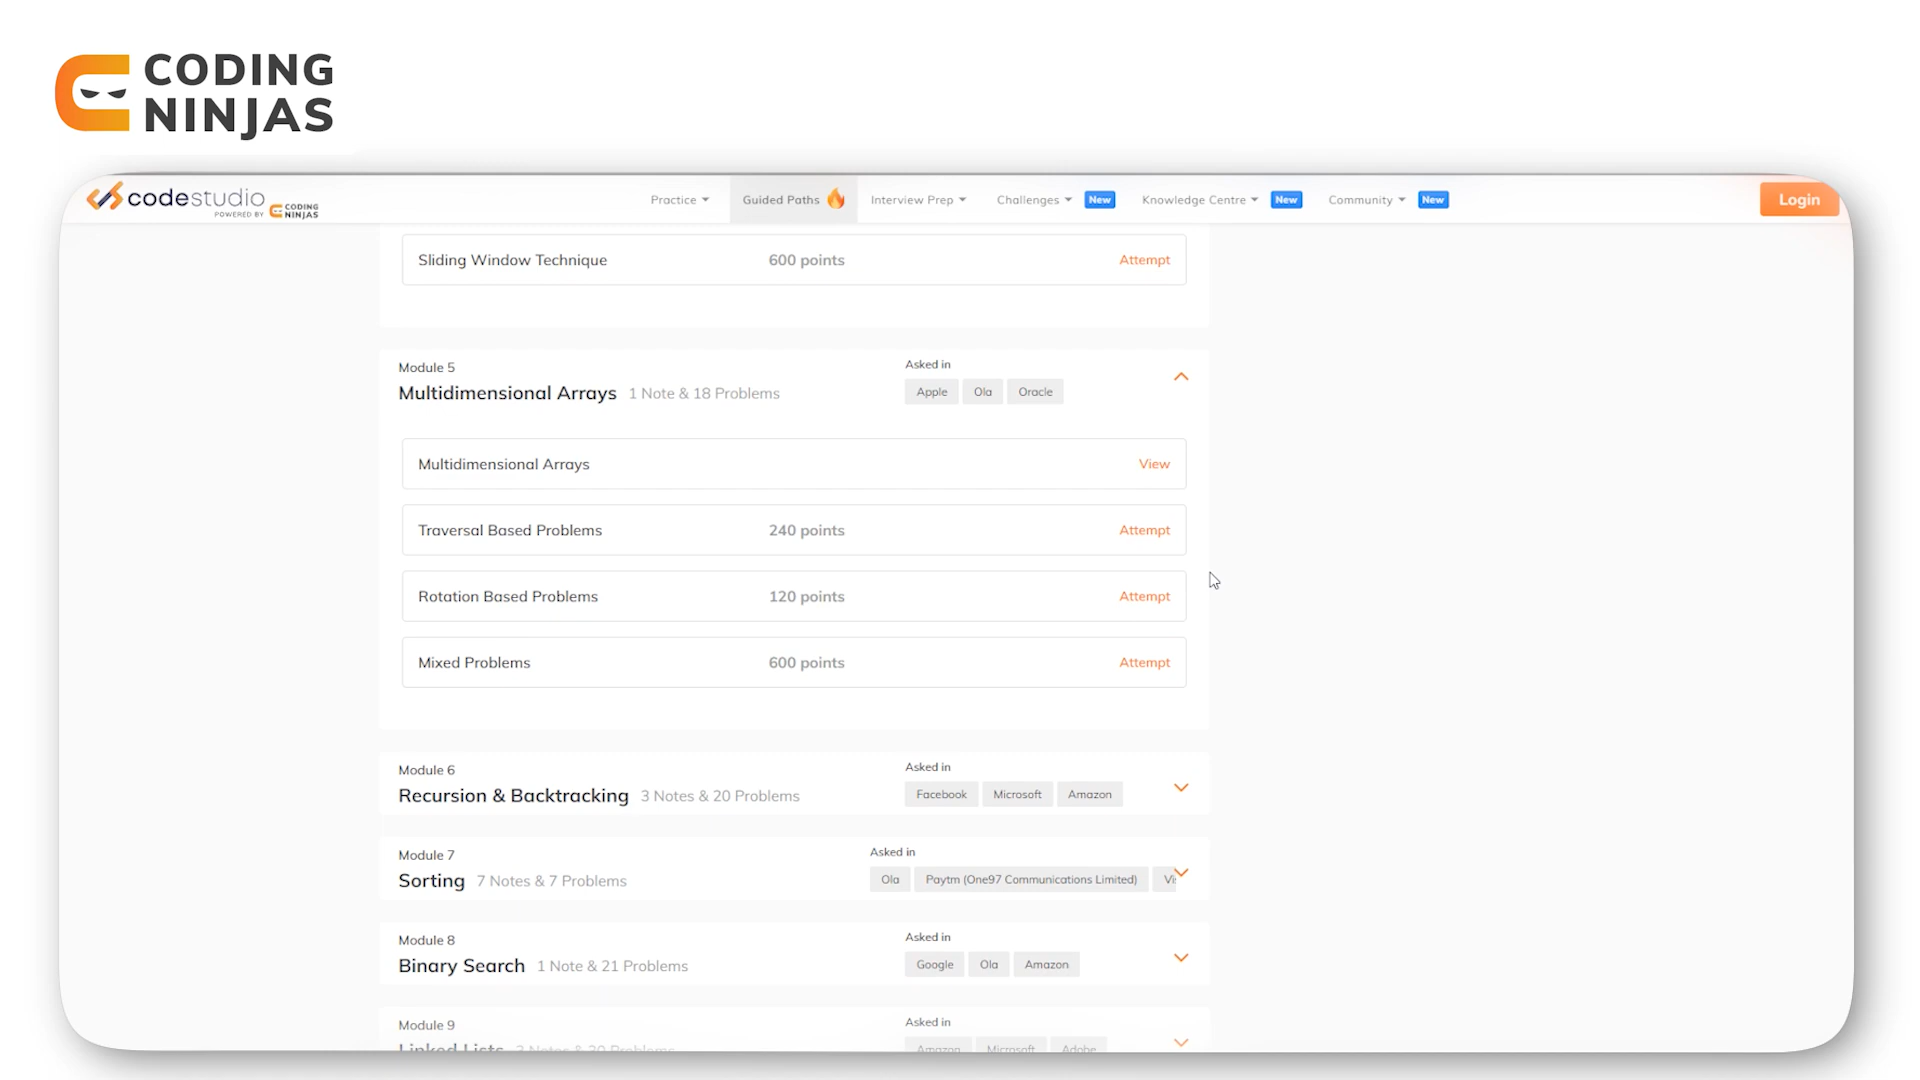 CODING
NINJAS
codestudio
POWERED BY CODING NINJAS
Practice
Guided Paths
Interview Prep
Challenges New
Knowledge Centre New
Community New
Login
Sliding Window Technique 600 points Attempt
Module 5
Multidimensional Arrays 1 Note & 18 Problems
Asked in
Apple Ola Oracle
Multidimensional Arrays View
Traversal Based Problems 240 points Attempt
Rotation Based Problems 120 points Attempt
Mixed Problems 600 points Attempt
Module 6
Recursion & Backtracking 3 Notes & 20 Problems
Asked in
Facebook Microsoft Amazon
Module 7
Sorting 7 Notes & 7 Problems
Asked in
Ola Paytm (One97 Communications Limited)
Module 8
Binary Search 1 Note & 21 Problems
Asked in
Google Ola Amazon
Module 9
Linked Lists
Asked in
Amazon Microsoft Adobe